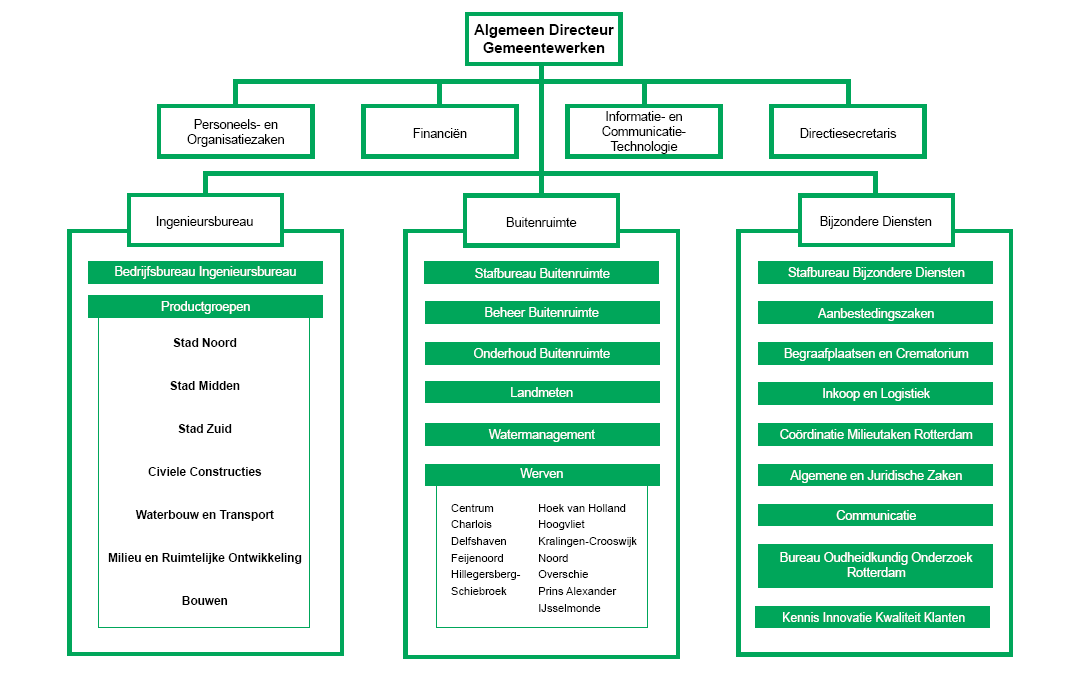 Algemeen Directeur
Gemeentewerken
Personeels- en
Organisatiezaken
Financiën
Informatie- en
Communicatie-
Technologie
Directiesecretaris
Ingenieursbureau
Bedrijfsbureau Ingenieursbureau
Productgroepen
Stad Noord
Stad Midden
Stad Zuid
Civiele Constructies
Waterbouw en Transport
Milieu en Ruimtelijke Ontwikkeling
Bouwen
Buitenruimte
Stafbureau Buitenruimte
Beheer Buitenruimte
Onderhoud Buitenruimte
Landmeten
Watermanagement
Werven
Centrum
Charlois
Delfshaven
Feijenoord
Hillegersberg-
Schiebroek
Hoek van Holland
Hoogvliet
Kralingen-Crooswijk
Noord
Overschie
Prins Alexander
IJsselmonde
Bijzondere Diensten
Stafbureau Bijzondere Diensten
Aanbestedingszaken
Begraafplaatsen en Crematorium
Inkoop en Logistiek
Coördinatie Milieutaken Rotterdam
Algemene en Juridische Zaken
Communicatie
Bureau Oudheidkundig Onderzoek
Rotterdam
Kennis Innovatie Kwaliteit Klanten